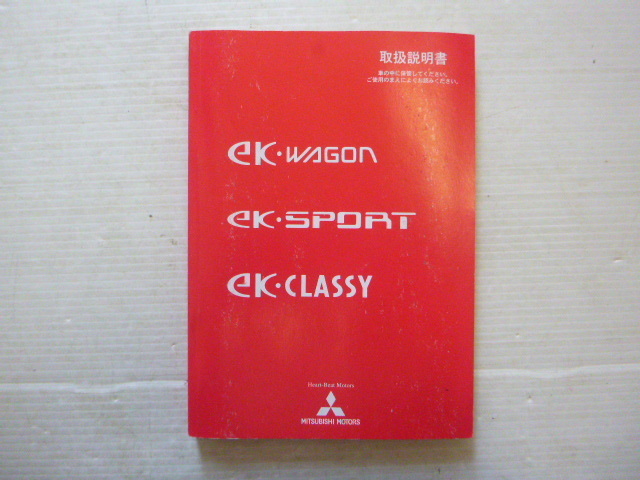 取扱説明書
車の中に保管してください。
ご使用のまえによくお読みください。
eK·WAGON
eK·SPORT
eK·CLASSY
Heart-Beat Motors
MITSUBISHI MOTORS